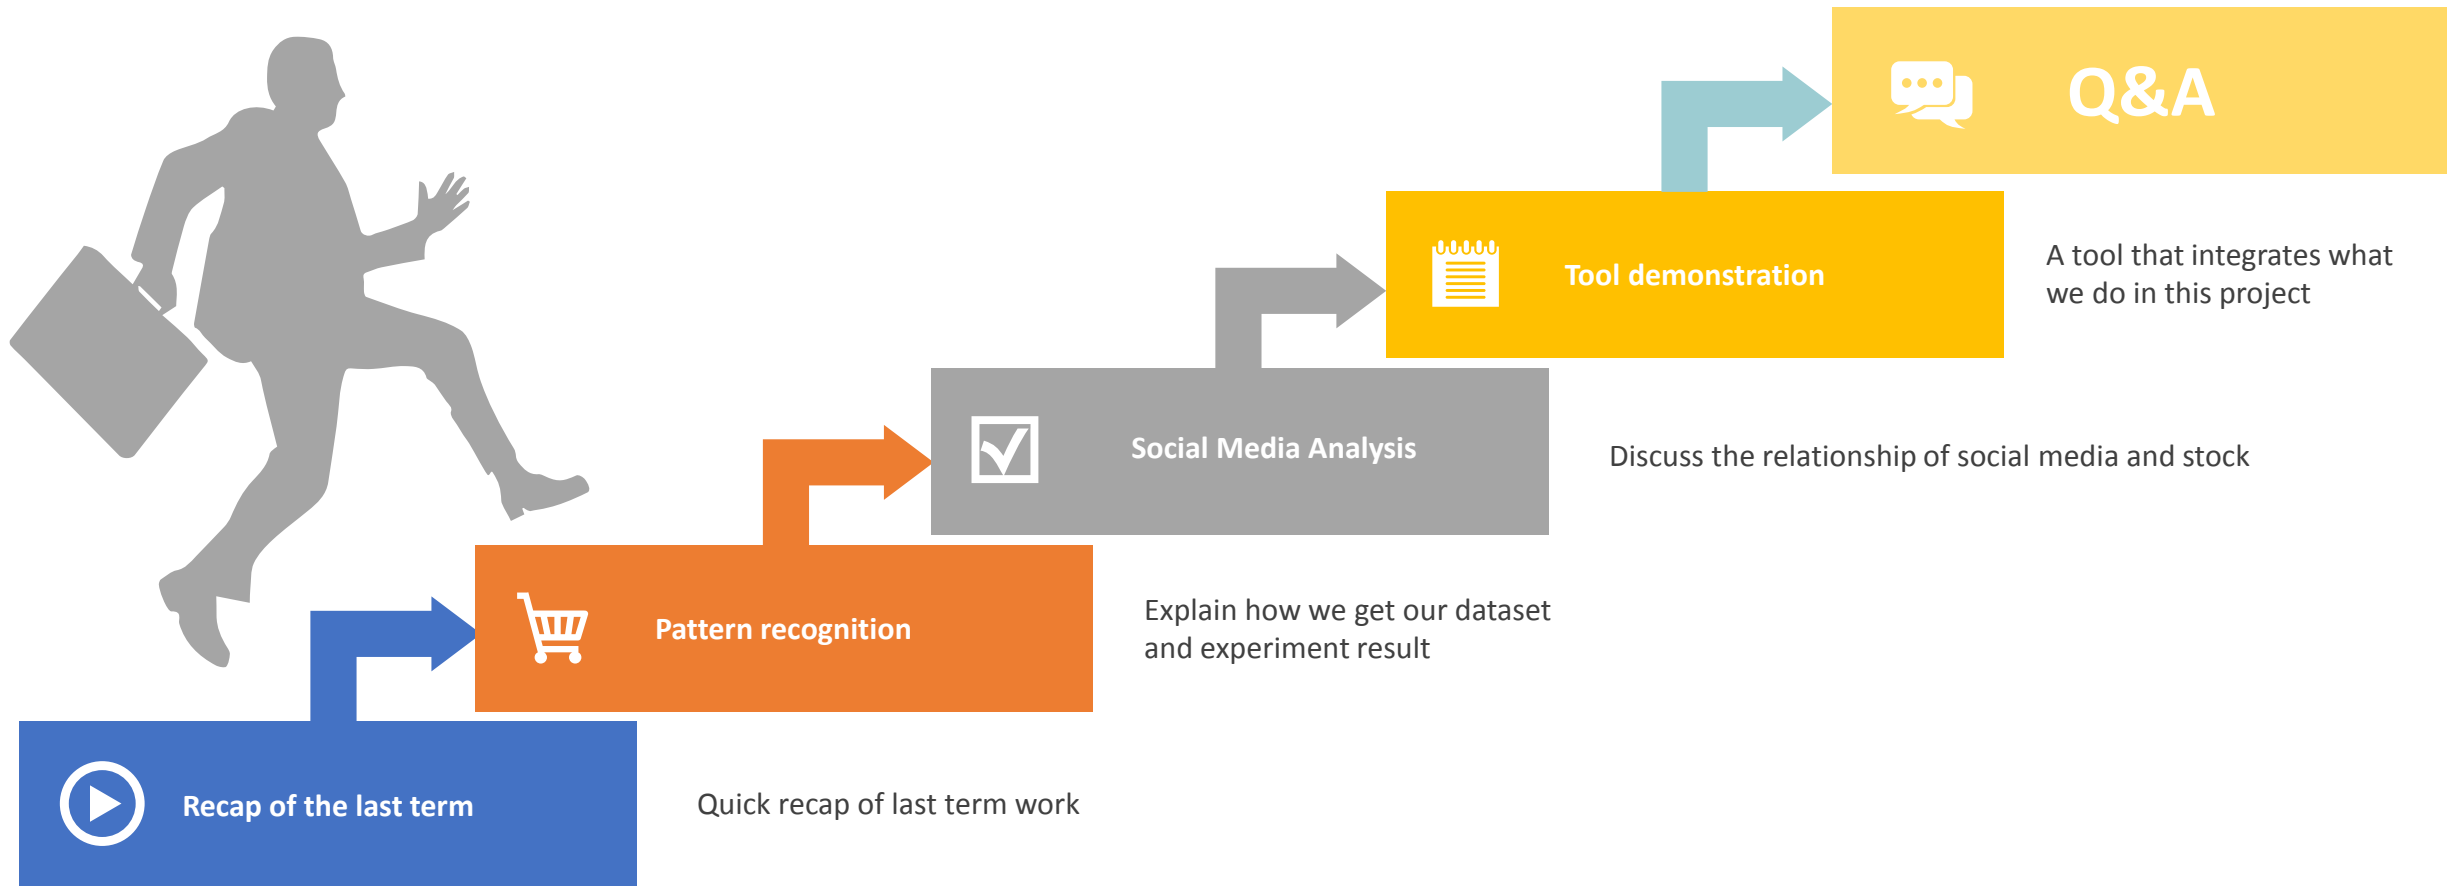 Q&A
Tool demonstration
A tool that integrates what
we do in this project
Social Media Analysis
Discuss the relationship of social media and stock
Pattern recognition
Explain how we get our dataset
and experiment result
Recap of the last term
Quick recap of last term work